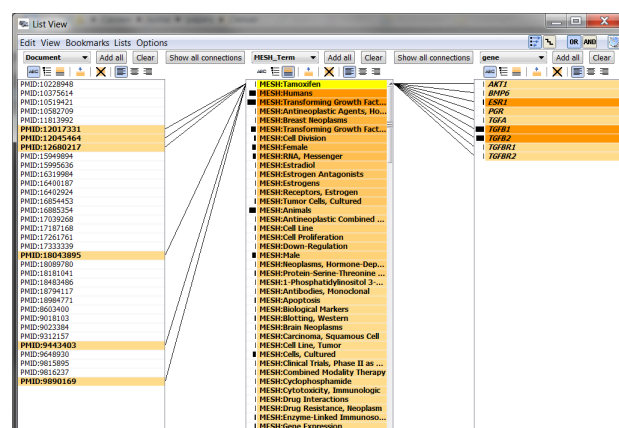 List View
Edit View Bookmarks Lists Options
OR AND
Document Add all Clear Show all connections MESH_Term Add all Clear Show all connections gene Add all Clear
PMID:10228948
PMID:10375614
PMID:10519421
PMID:10582709
PMID:11813992
PMID:12017331
PMID:12045464
PMID:12680217
PMID:15949894
PMID:15995636
PMID:16319984
PMID:16400187
PMID:16402924
PMID:16854453
PMID:16885354
PMID:17039268
PMID:17187168
PMID:17261761
PMID:17333339
PMID:18043895
PMID:18089780
PMID:18181041
PMID:18483486
PMID:18794117
PMID:18984771
PMID:8603400
PMID:9018103
PMID:9023384
PMID:9312157
PMID:9443403
PMID:9648930
PMID:9815895
PMID:9816237
PMID:9890169
MESH:Tamoxifen
MESH:Humans
MESH:Transforming Growth Fact...
MESH:Antineoplastic Agents, Ho...
MESH:Breast Neoplasms
MESH:Transforming Growth Fact...
MESH:Cell Division
MESH:Female
MESH:RNA, Messenger
MESH:Estradiol
MESH:Estrogen Antagonists
MESH:Estrogens
MESH:Receptors, Estrogen
MESH:Tumor Cells, Cultured
MESH:Animals
MESH:Antineoplastic Combined ...
MESH:Cell Line
MESH:Cell Proliferation
MESH:Down-Regulation
MESH:Male
MESH:Neoplasms, Hormone-Dep...
MESH:Protein-Serine-Threonine ...
MESH:1-Phosphatidylinositol 3-...
MESH:Antibodies, Monoclonal
MESH:Apoptosis
MESH:Biological Markers
MESH:Blotting, Western
MESH:Brain Neoplasms
MESH:Carcinoma, Squamous Cell
MESH:Cell Line, Tumor
MESH:Cells, Cultured
MESH:Clinical Trials, Phase II as ...
MESH:Combined Modality Therapy
MESH:Cyclophosphamide
MESH:Cytotoxicity, Immunologic
MESH:Drug Interactions
MESH:Drug Resistance, Neoplasm
MESH:Enzyme-Linked Immunoso...
MESH:Gene Expression
AKT1
BMP6
ESR1
PGR
TGFA
TGFB1
TGFB2
TGFBR1
TGFBR2